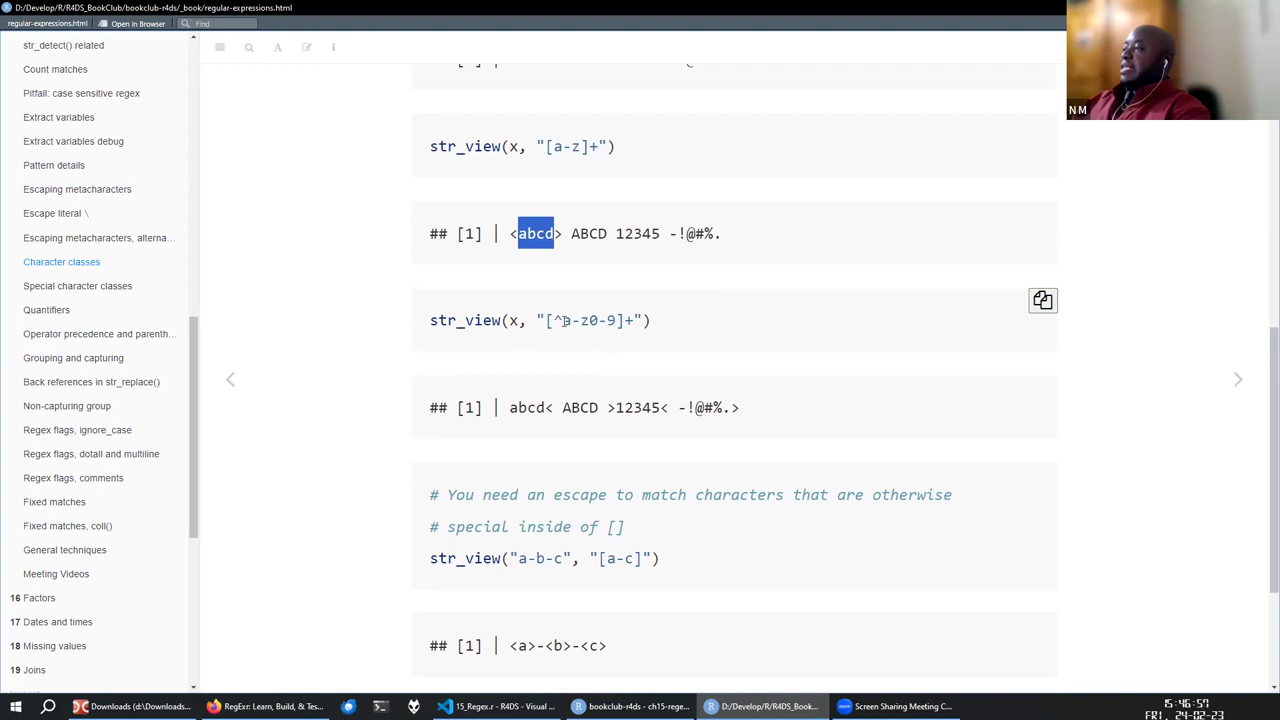 D:/Develop/R/R4DS_BookClub/bookclub-r4ds/_book/regular-expressions.html
regular-expressions.html
Open in Browser
Find
str_detect() related
Count matches
Pitfall: case sensitive regex
Extract variables
Extract variables debug
Pattern details
Escaping metacharacters
Escape literal \
Escaping metacharacters, alterna...
Character classes
Special character classes
Quantifiers
Operator precedence and parenth...
Grouping and capturing
Back references in str_replace()
Non-capturing group
Regex flags, ignore_case
Regex flags, dotall and multiline
Regex flags, comments
Fixed matches
Fixed matches, coll()
General techniques
Meeting Videos
16 Factors
17 Dates and times
18 Missing values
19 Joins
str_view(x, "[a-z]+")
## [1] │ <abcd> ABCD 12345 -!@#%.
str_view(x, "[^a-z0-9]+")
## [1] │ abcd< ABCD >12345< -!@#%.>
# You need an escape to match characters that are otherwise
# special inside of []
str_view("a-b-c", "[a-c]")
## [1] │ <a>-<b>-<c>
NM
Downloads (d:\Downloads...
RegExr: Learn, Build, & Tes...
15_Regex.r - R4DS - Visual ...
bookclub-r4ds - ch15-rege...
D:/Develop/R/R4DS_Book...
Screen Sharing Meeting C...
15:46:59
FRI, 24-02-23